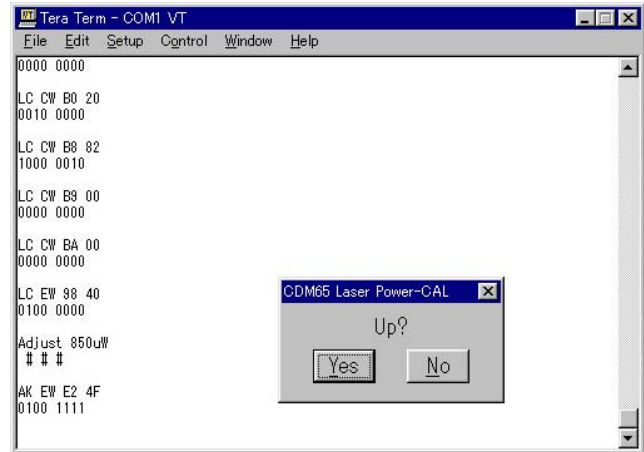 Tera Term - COM1 VT
File Edit Setup Control Window Help
0000 0000
LC CW B0 20
0010 0000
LC CW B8 82
1000 0010
LC CW B9 00
0000 0000
LC CW BA 00
0000 0000
LC EW 98 40
0100 0000
Adjust 850uW
# # #
AK EW E2 4F
0100 1111
CDM65 Laser Power-CAL
Up?
Yes No